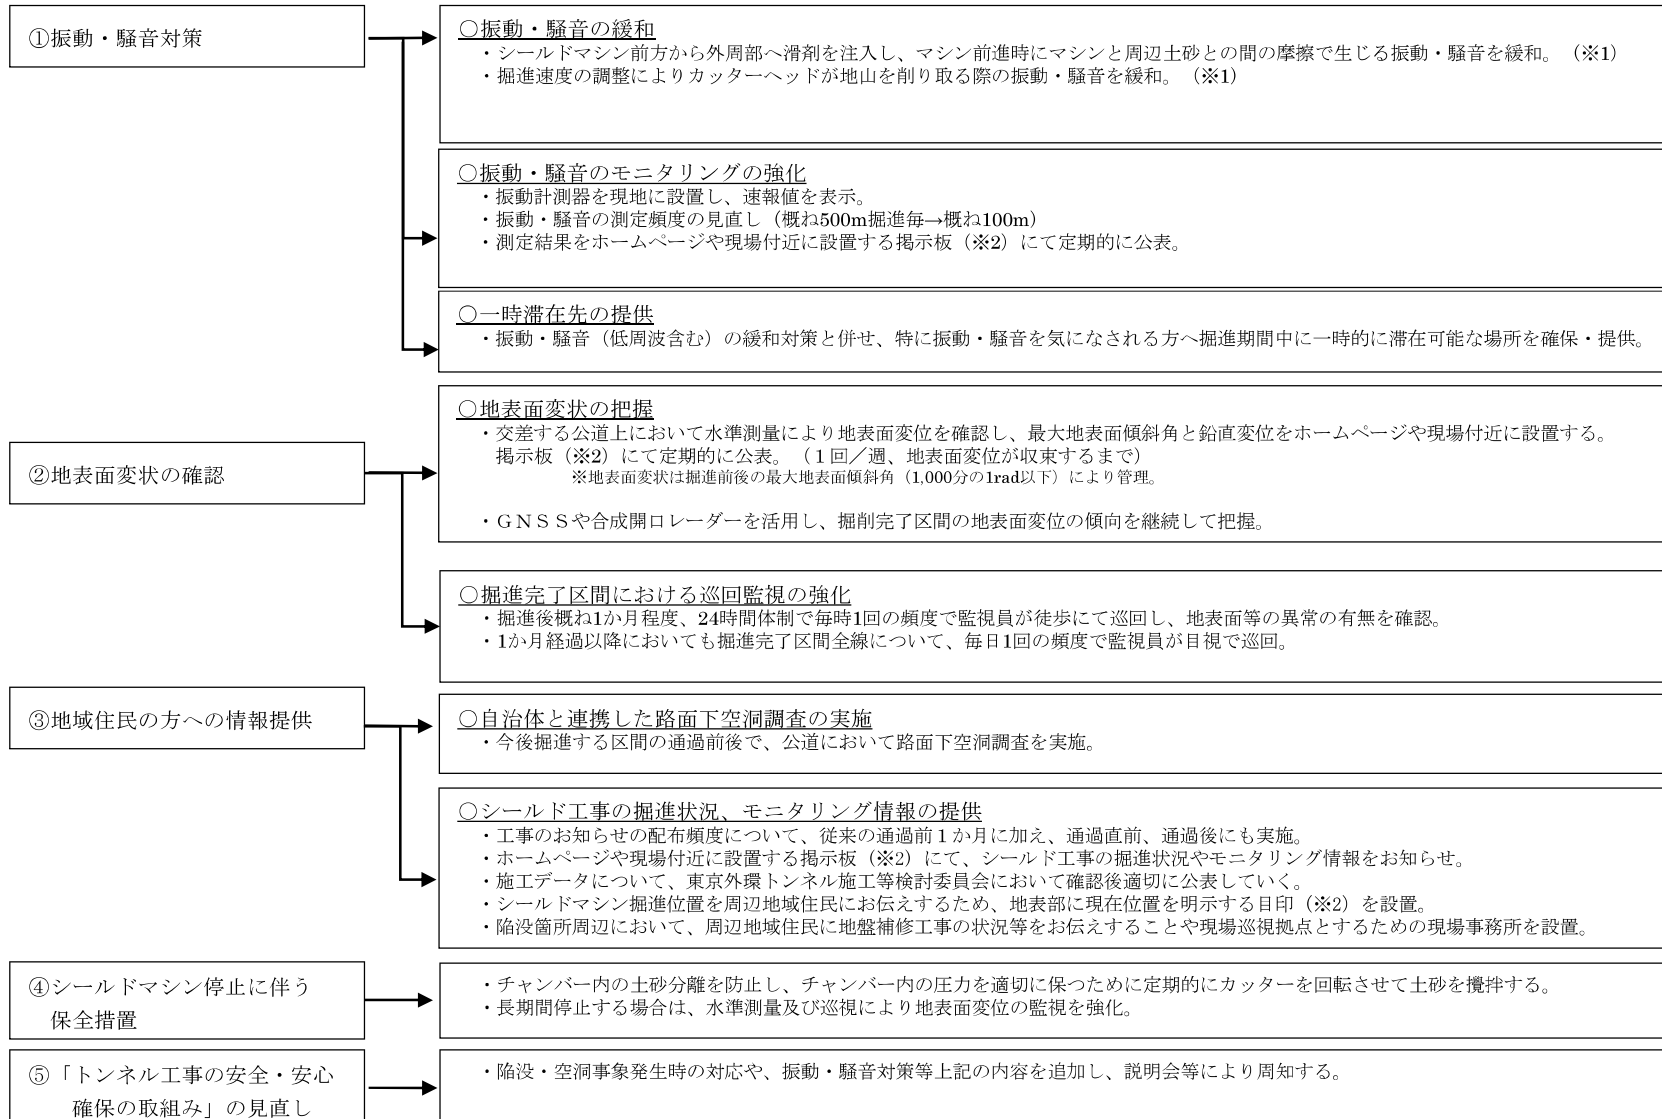 ①振動・騒音対策
○振動・騒音の緩和
・シールドマシン前方から外周部へ滑剤を注入し、マシン前進時にマシンと周辺土砂との間の摩擦で生じる振動・騒音を緩和。（※1）
・掘進速度の調整によりカッターヘッドが地山を削り取る際の振動・騒音を緩和。（※1）
○振動・騒音のモニタリングの強化
・振動計測器を現地に設置し、速報値を表示。
・振動・騒音の測定頻度の見直し（概ね500m掘進毎→概ね100m）
・測定結果をホームページや現場付近に設置する掲示板（※2）にて定期的に公表。
○一時滞在先の提供
・振動・騒音（低周波含む）の緩和対策と併せ、特に振動・騒音を気になされる方へ掘進期間中に一時的に滞在可能な場所を確保・提供。
②地表面変状の確認
○地表面変状の把握
・交差する公道上において水準測量により地表面変位を確認し、最大地表面傾斜角と鉛直変位をホームページや現場付近に設置する。
掲示板（※2）にて定期的に公表。（１回／週、地表面変位が収束するまで）
※地表面変状は掘進前後の最大地表面傾斜角（1,000分の1rad以下）により管理。
・ＧＮＳＳや合成開口レーダーを活用し、掘削完了区間の地表面変位の傾向を継続して把握。
○掘進完了区間における巡回監視の強化
・掘進後概ね1か月程度、24時間体制で毎時1回の頻度で監視員が徒歩にて巡回し、地表面等の異常の有無を確認。
・1か月経過以降においても掘進完了区間全線について、毎日1回の頻度で監視員が目視で巡回。
③地域住民の方への情報提供
○自治体と連携した路面下空洞調査の実施
・今後掘進する区間の通過前後で、公道において路面下空洞調査を実施。
○シールド工事の掘進状況、モニタリング情報の提供
・工事のお知らせの配布頻度について、従来の通過前１か月に加え、通過直前、通過後にも実施。
・ホームページや現場付近に設置する掲示板（※2）にて、シールド工事の掘進状況やモニタリング情報をお知らせ。
・施工データについて、東京外環トンネル施工等検討委員会において確認後適切に公表していく。
・シールドマシン掘進位置を周辺地域住民にお伝えするため、地表部に現在位置を明示する目印（※2）を設置。
・陥没箇所周辺において、周辺地域住民に地盤補修工事の状況等をお伝えすることや現場巡視拠点とするための現場事務所を設置。
④シールドマシン停止に伴う
保全措置
・チャンバー内の土砂分離を防止し、チャンバー内の圧力を適切に保つために定期的にカッターを回転させて土砂を攪拌する。
・長期間停止する場合は、水準測量及び巡視により地表面変位の監視を強化。
⑤「トンネル工事の安全・安心
確保の取組み」の見直し
・陥没・空洞事象発生時の対応や、振動・騒音対策等上記の内容を追加し、説明会等により周知する。